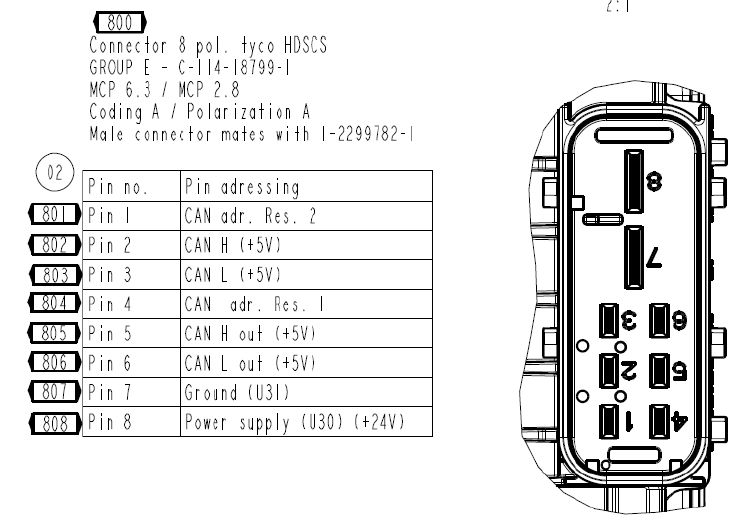 2:1
800
Connector 8 pol. tyco HDSCS
GROUP E - C-114-18799-1
MCP 6.3 / MCP 2.8
Coding A / Polarization A
Male connector mates with 1-2299782-1
02
Pin no. Pin adressing
801 Pin 1 CAN adr. Res. 2
802 Pin 2 CAN H (+5V)
803 Pin 3 CAN L (+5V)
804 Pin 4 CAN adr. Res. 1
805 Pin 5 CAN H out (+5V)
806 Pin 6 CAN L out (+5V)
807 Pin 7 Ground (U31)
808 Pin 8 Power supply (U30) (+24V)
8
7
3 6
2 5
1 4